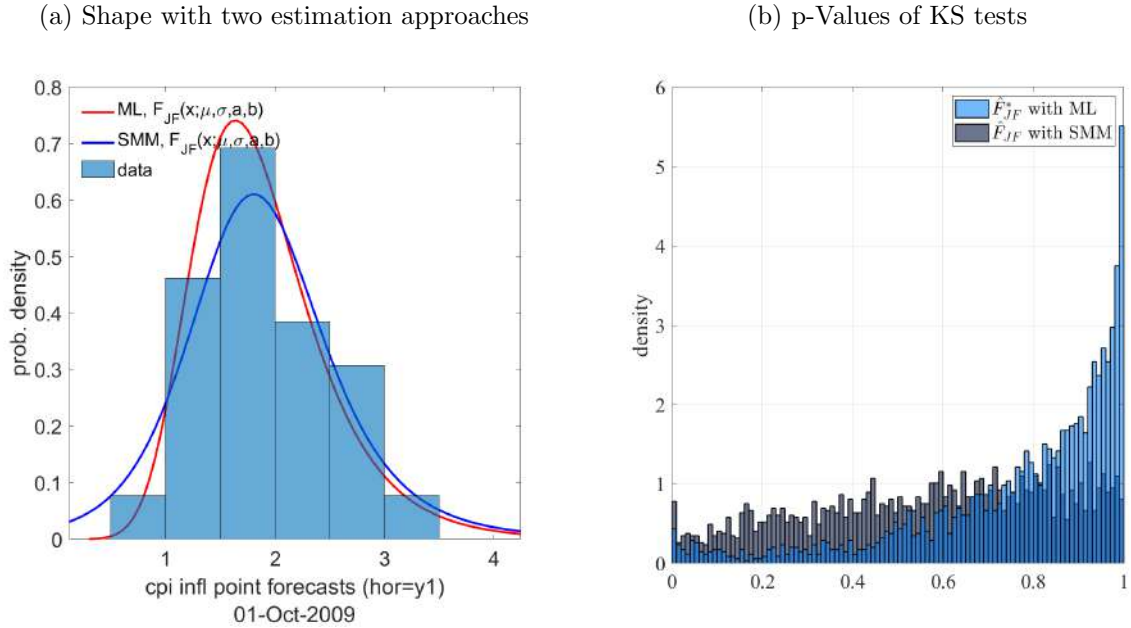 (a) Shape with two estimation approaches
(b) p-Values of KS tests
0.8
0.7
0.6
0.5
0.4
0.3
0.2
0.1
0
prob. density
ML, F_JF(x;μ,σ,a,b)
SMM, F_JF(x;μ,σ,a,b)
data
1 2 3 4
cpi infl point forecasts (hor=y1)
01-Oct-2009
6
5
4
3
2
1
0
density
F̂*_JF with ML
F̂_JF with SMM
0 0.2 0.4 0.6 0.8 1